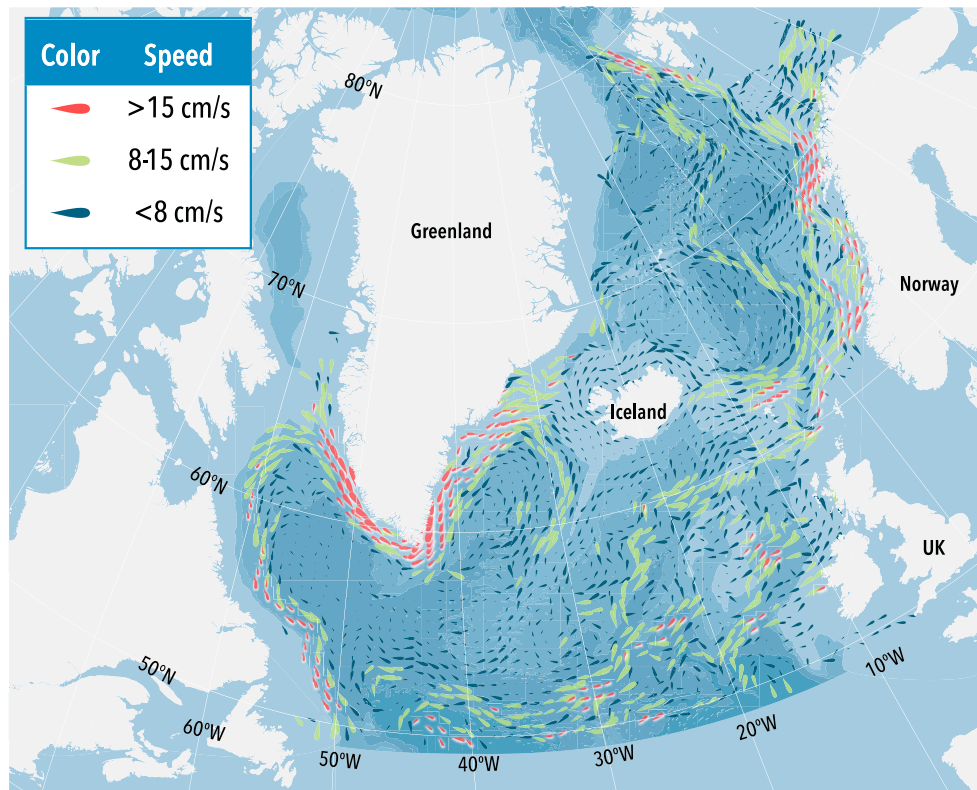 Color Speed
>15 cm/s
8-15 cm/s
<8 cm/s
80°N
Greenland
70°N
Norway
Iceland
60°N
UK
50°N
10°W
60°W
20°W
30°W
50°W
40°W